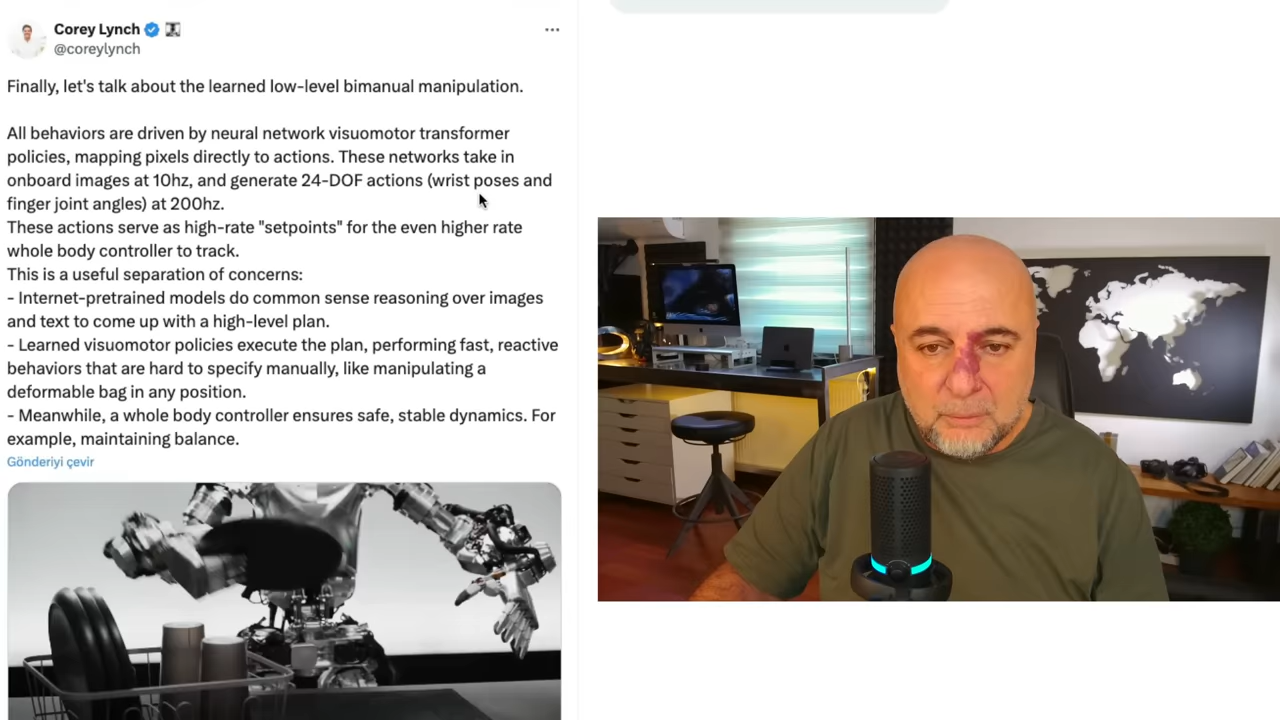 Corey Lynch
@coreylynch
Finally, let's talk about the learned low-level bimanual manipulation.
All behaviors are driven by neural network visuomotor transformer
policies, mapping pixels directly to actions. These networks take in
onboard images at 10hz, and generate 24-DOF actions (wrist poses and
finger joint angles) at 200hz.
These actions serve as high-rate "setpoints" for the even higher rate
whole body controller to track.
This is a useful separation of concerns:
- Internet-pretrained models do common sense reasoning over images
and text to come up with a high-level plan.
- Learned visuomotor policies execute the plan, performing fast, reactive
behaviors that are hard to specify manually, like manipulating a
deformable bag in any position.
- Meanwhile, a whole body controller ensures safe, stable dynamics. For
example, maintaining balance.
Gönderiyi çevir